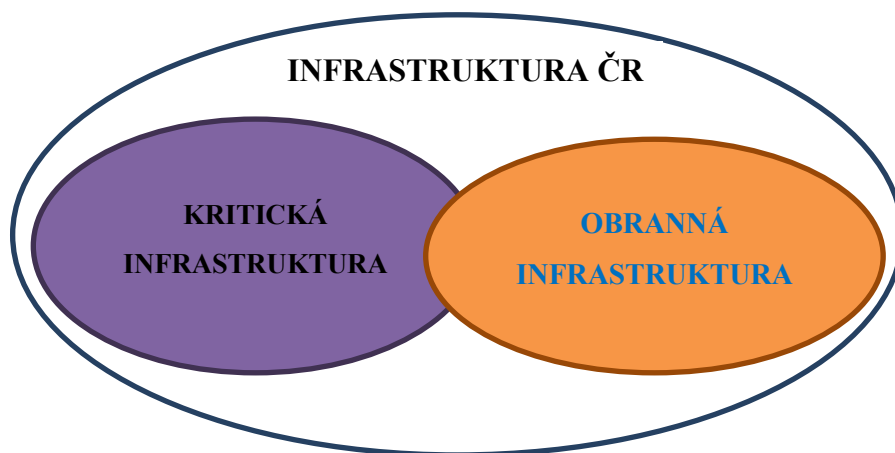 INFRASTRUKTURA ČR
KRITICKÁ
INFRASTRUKTURA
OBRANNÁ
INFRASTRUKTURA